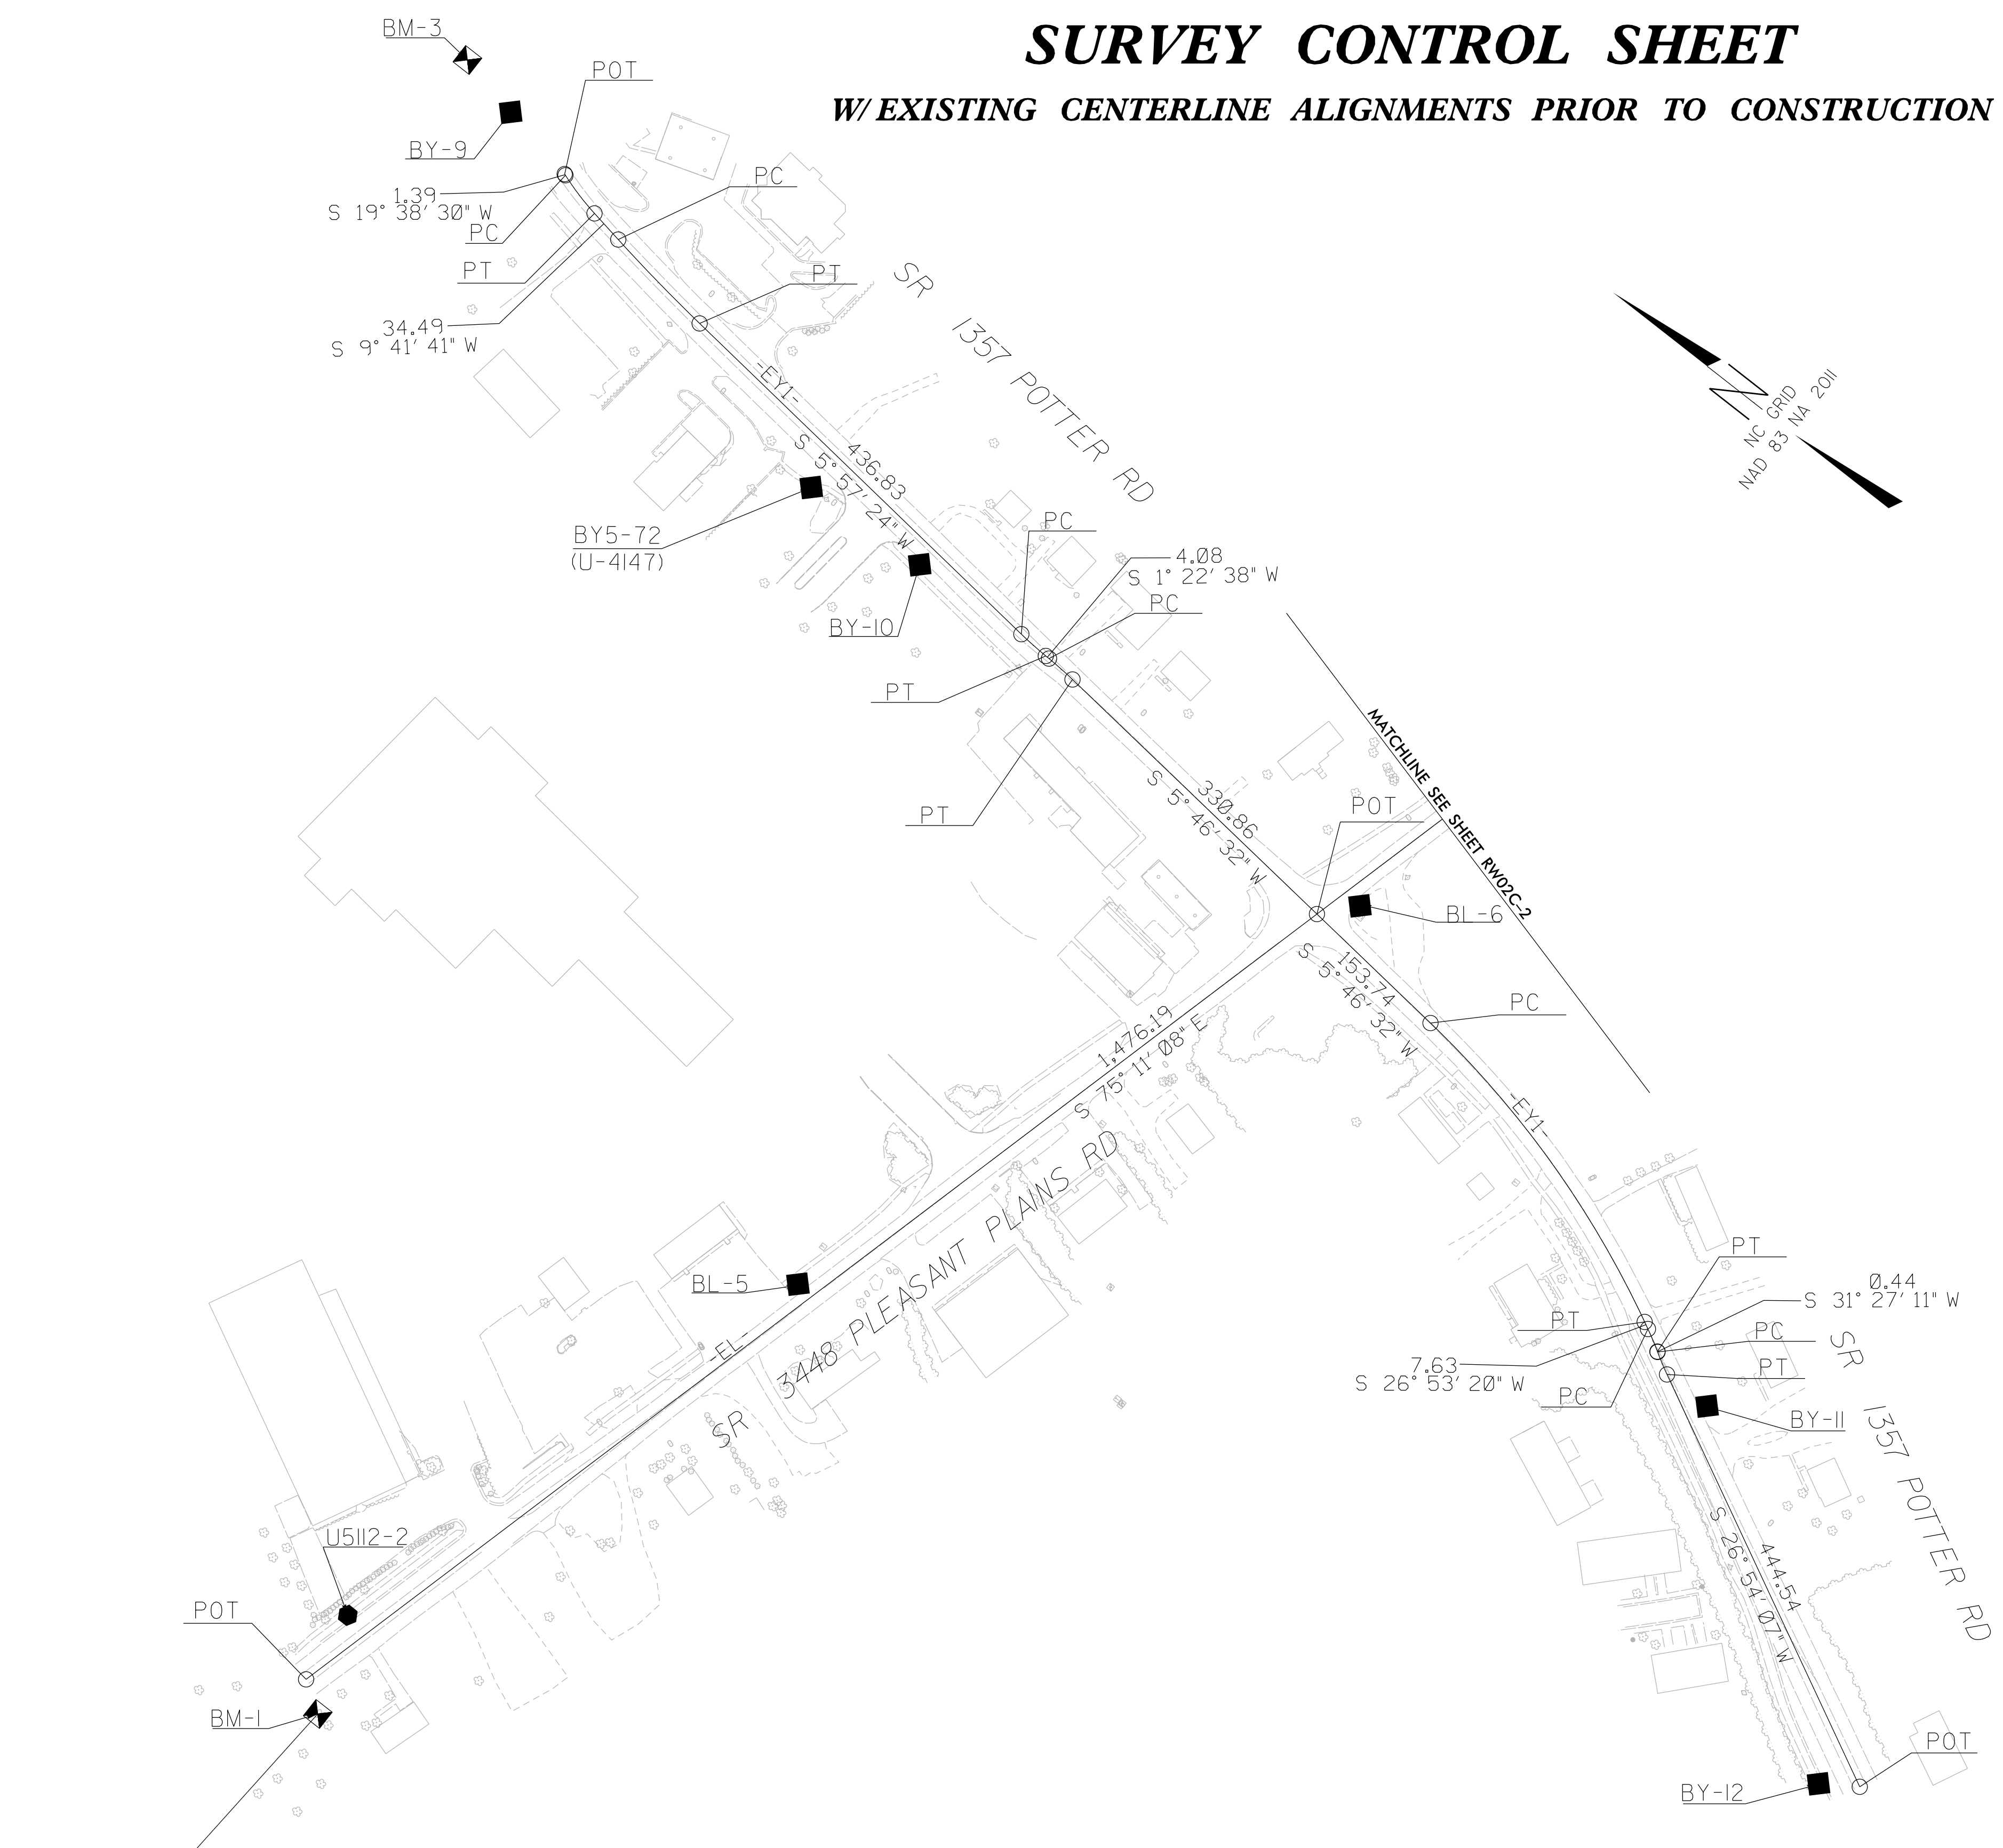 SURVEY CONTROL SHEET
W/ EXISTING CENTERLINE ALIGNMENTS PRIOR TO CONSTRUCTION
BM-3
POT
BY-9
PC
1.39
S 19° 38' 30" W
PC
PT
PT
34.49
S 9° 41' 41" W
SR 1357 POTTER RD
NC GRID
NAD 83 NA 2011
-EY1-
436.83
S 5° 57' 24" W
BY5-72
(U-4147)
PC
4.08
S 1° 22' 38" W
PC
BY-10
PT
PT
MATCHLINE SEE SHEET RW02C-2
330.86
S 5° 46' 32" W
POT
BL-6
153.74
S 5° 46' 32" W
PC
1,476.19
S 75° 11' 08" E
-EY1-
SR 3448 PLEASANT PLAINS RD
BL-5
-EL-
PT
0.44
S 31° 27' 11" W
PT
PC
7.63
S 26° 53' 20" W
PT
PC
BY-11
SR 1357 POTTER RD
444.54
S 26° 54' 07" W
U5112-2
POT
BM-1
POT
BY-12